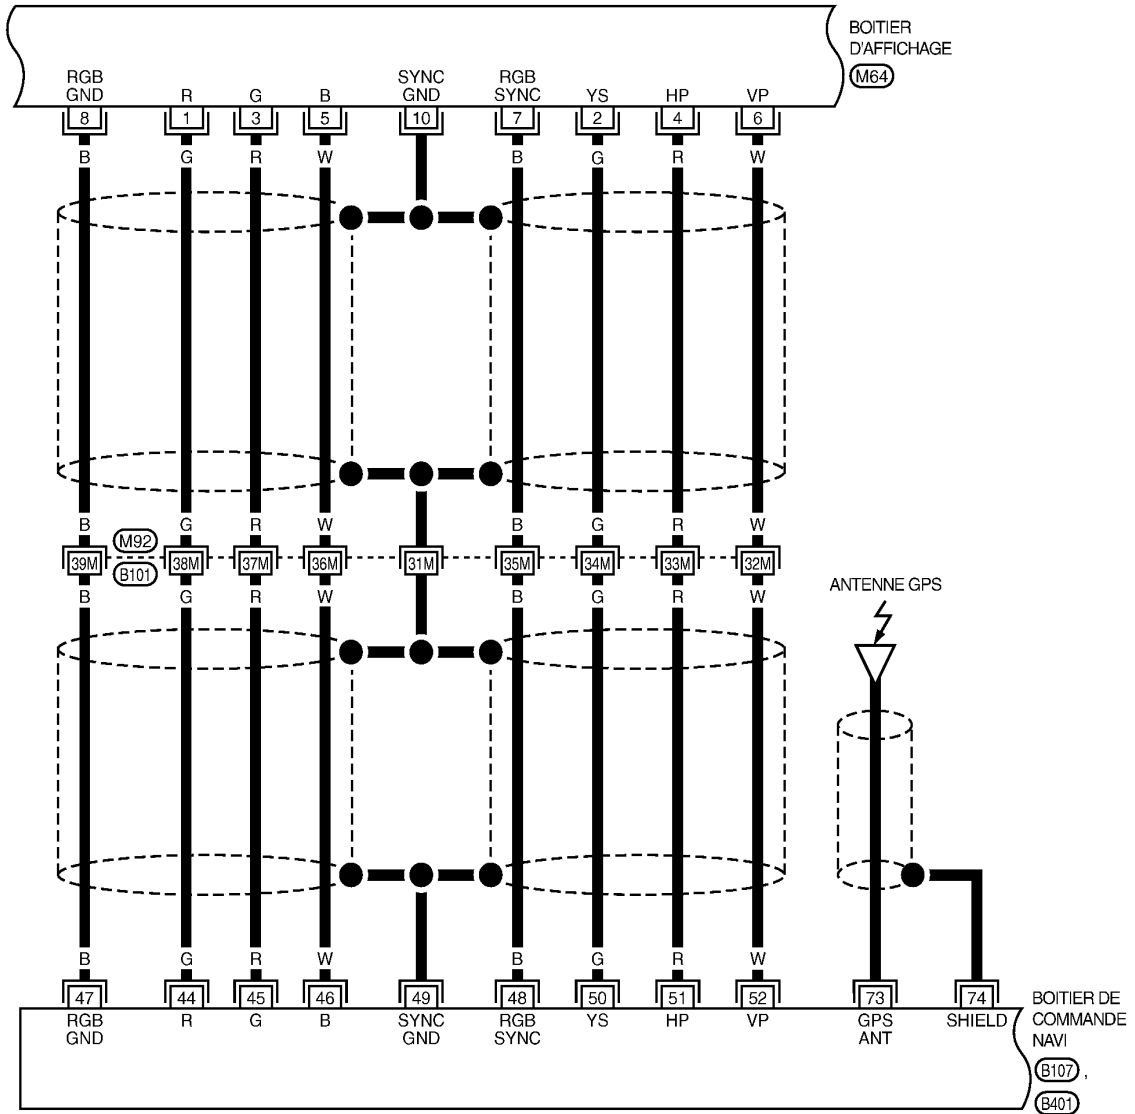 BOITIER
D'AFFICHAGE
M64
RGB GND R G B SYNC GND RGB SYNC YS HP VP
8 1 3 5 10 7 2 4 6
B G R W B G R W
B G R W B G R W
M92
39M 38M 37M 36M 31M 35M 34M 33M 32M
B101
B G R W B G R W
ANTENNE GPS
B G R W B G R W
47 44 45 46 49 48 50 51 52 73 74
RGB GND R G B SYNC GND RGB SYNC YS HP VP GPS ANT SHIELD
BOITIER DE
COMMANDE
NAVI
B107 ,
B401